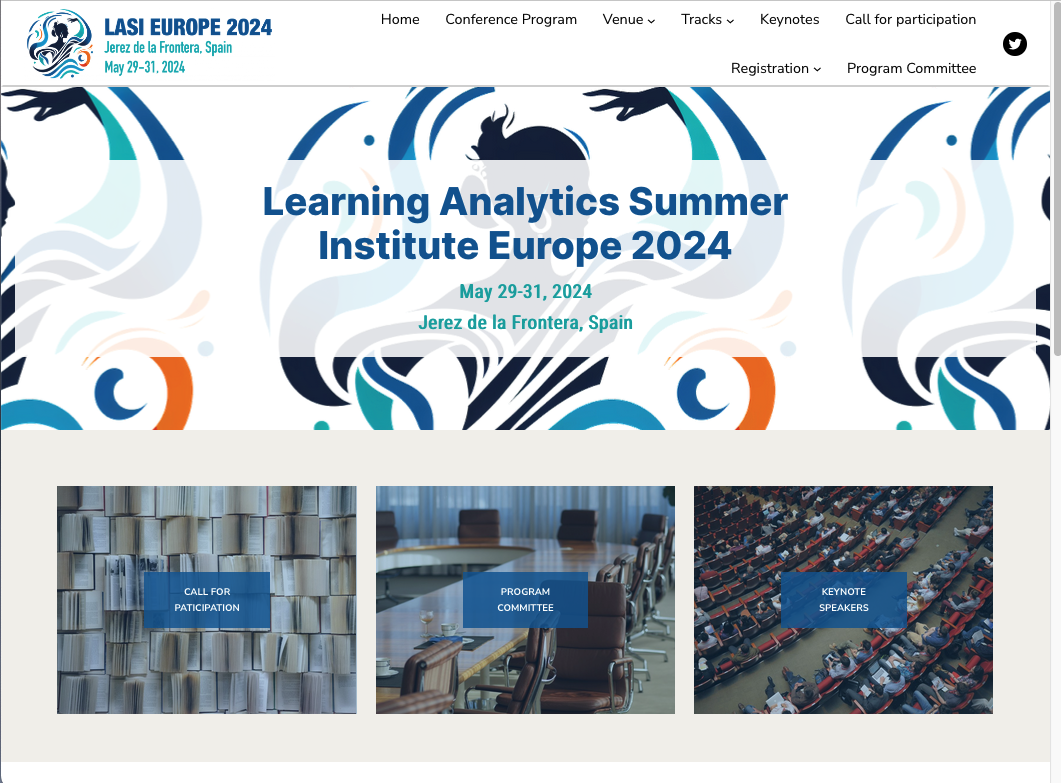 LASI EUROPE 2024
Jerez de la Frontera, Spain
May 29-31, 2024
Home Conference Program Venue Tracks Keynotes Call for participation
Registration Program Committee
Learning Analytics Summer
Institute Europe 2024
May 29-31, 2024
Jerez de la Frontera, Spain
CALL FOR
PATICIPATION
PROGRAM
COMMITTEE
KEYNOTE
SPEAKERS